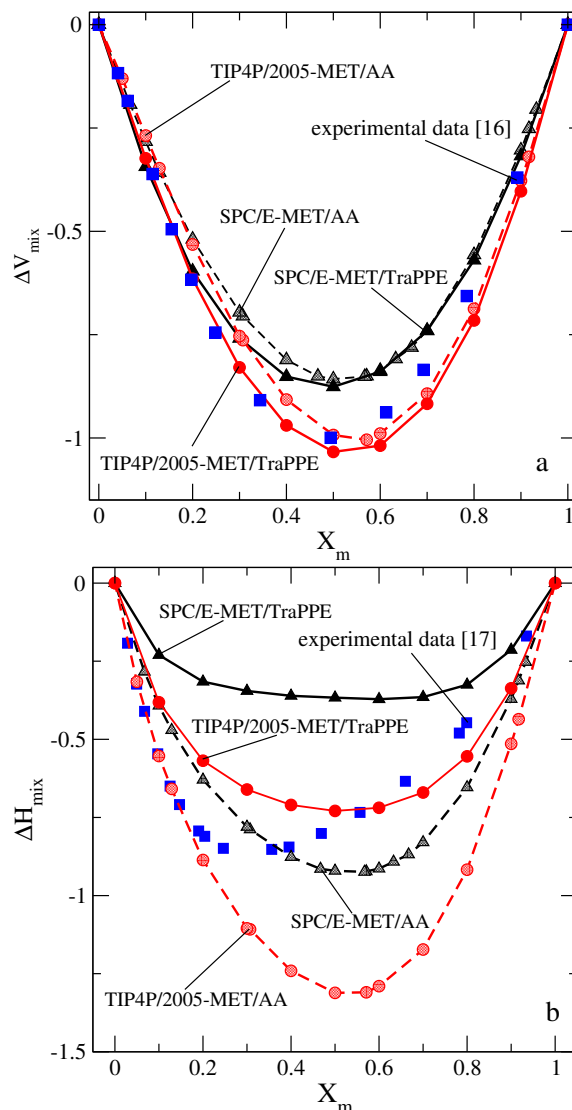 0
TIP4P/2005-MET/AA
experimental data [16]
SPC/E-MET/AA
-0.5
SPC/E-MET/TraPPE
ΔV_mix
-1
TIP4P/2005-MET/TraPPE
a
0 0.2 0.4 0.6 0.8 1
X_m
0
SPC/E-MET/TraPPE
experimental data [17]
-0.5
TIP4P/2005-MET/TraPPE
ΔH_mix
-1
SPC/E-MET/AA
TIP4P/2005-MET/AA
b
-1.5
0 0.2 0.4 0.6 0.8 1
X_m